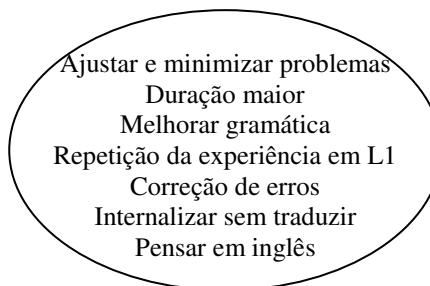 Ajustar e minimizar problemas
Duração maior
Melhorar gramática
Repetição da experiência em L1
Correção de erros
Internalizar sem traduzir
Pensar em inglês